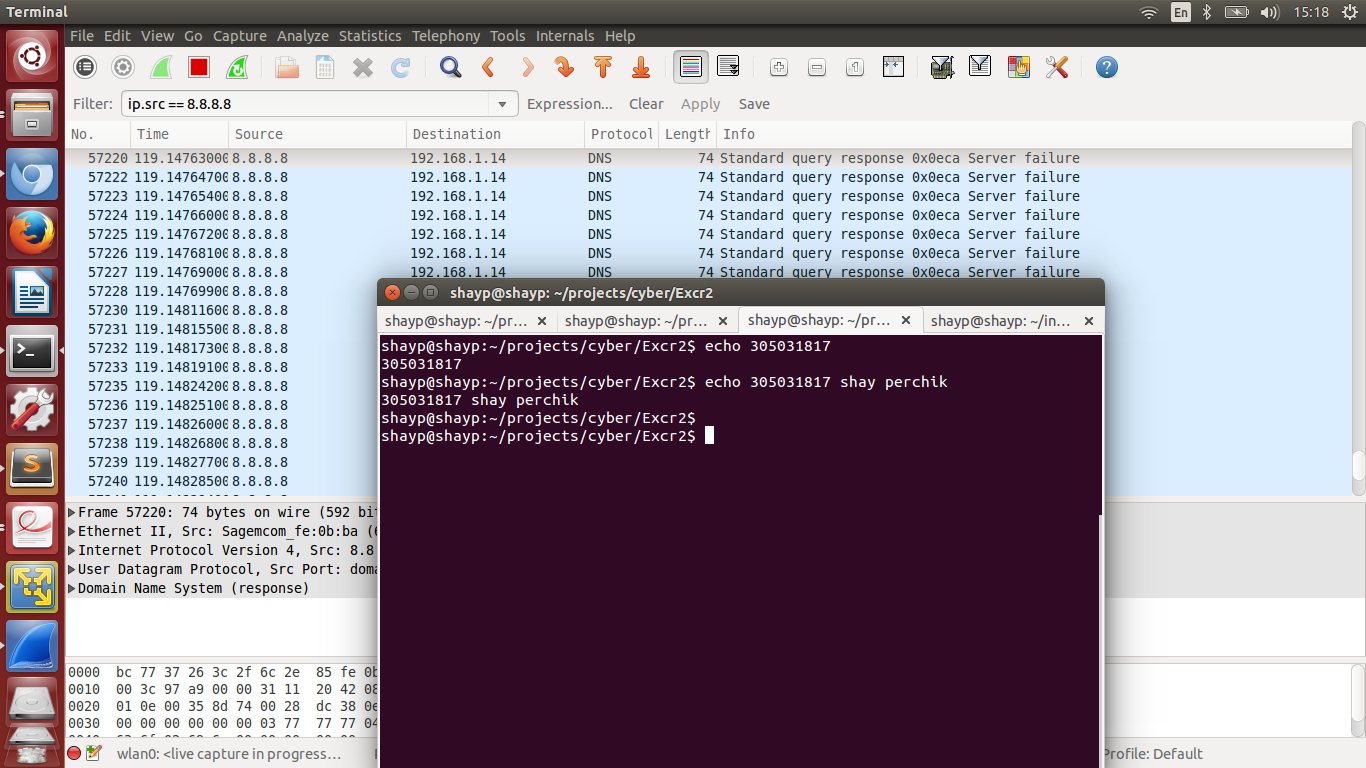 Terminal
En
15:18
File Edit View Go Capture Analyze Statistics Telephony Tools Internals Help
Filter: ip.src == 8.8.8.8 Expression... Clear Apply Save
No. Time Source Destination Protocol Length Info
57220 119.14763000 8.8.8.8 192.168.1.14 DNS 74 Standard query response 0x0eca Server failure
57222 119.14764700 8.8.8.8 192.168.1.14 DNS 74 Standard query response 0x0eca Server failure
57223 119.14765400 8.8.8.8 192.168.1.14 DNS 74 Standard query response 0x0eca Server failure
57224 119.14766000 8.8.8.8 192.168.1.14 DNS 74 Standard query response 0x0eca Server failure
57225 119.14767200 8.8.8.8 192.168.1.14 DNS 74 Standard query response 0x0eca Server failure
57226 119.14768100 8.8.8.8 192.168.1.14 DNS 74 Standard query response 0x0eca Server failure
57227 119.14769000 8.8.8.8 192.168.1.14 DNS 74 Standard query response 0x0eca Server failure
57228 119.14769900 8.8.8.8
57230 119.14811600 8.8.8.8
57231 119.14815500 8.8.8.8
57232 119.14817300 8.8.8.8
57233 119.14819100 8.8.8.8
57235 119.14824200 8.8.8.8
57236 119.14825100 8.8.8.8
57237 119.14826000 8.8.8.8
57238 119.14826800 8.8.8.8
57239 119.14827700 8.8.8.8
57240 119.14828500 8.8.8.8
shayp@shayp: ~/projects/cyber/Excr2
shayp@shayp: ~/pr... shayp@shayp: ~/pr... shayp@shayp: ~/pr... shayp@shayp: ~/in...
shayp@shayp:~/projects/cyber/Excr2$ echo 305031817
305031817
shayp@shayp:~/projects/cyber/Excr2$ echo 305031817 shay perchik
305031817 shay perchik
shayp@shayp:~/projects/cyber/Excr2$
shayp@shayp:~/projects/cyber/Excr2$
Frame 57220: 74 bytes on wire (592 bit
Ethernet II, Src: Sagemcom_fe:0b:ba (6
Internet Protocol Version 4, Src: 8.8
User Datagram Protocol, Src Port: doma
Domain Name System (response)
0000 bc 77 37 26 3c 2f 6c 2e 85 fe 0b
0010 00 3c 97 a9 00 00 31 11 20 42 08
0020 01 0e 00 35 8d 74 00 28 dc 38 0e
0030 00 00 00 00 00 03 77 77 77 04
wlan0: <live capture in progress...
Profile: Default